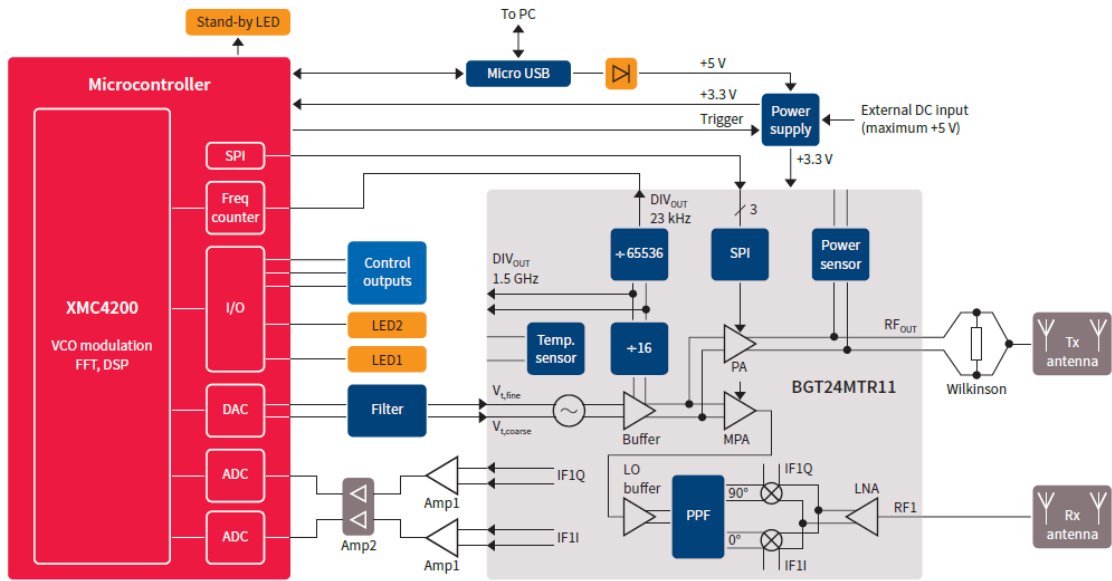 To PC
Stand-by LED
Microcontroller
Micro USB
+5 V
+3.3 V
Trigger
Power
supply
External DC input
(maximum +5 V)
+3.3 V
SPI
Freq
counter
DIVOUT
23 kHz
3
÷65536
SPI
Power
sensor
Control
outputs
DIVOUT
1.5 GHz
XMC4200
VCO modulation
FFT, DSP
I/O
LED2
LED1
Temp.
sensor
÷16
PA
RFOUT
Tx
antenna
Wilkinson
BGT24MTR11
DAC
Filter
Vt,fine
Vt,coarse
Buffer
MPA
ADC
Amp1
IF1Q
LO
buffer
PPF
90°
0°
IF1Q
LNA
RF1
Rx
antenna
ADC
Amp2
Amp1
IF1I
IF1I